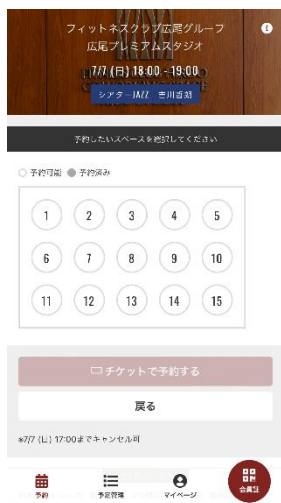 フィットネスクラブ広尾グループ
広尾プレミアムスタジオ
7/7 (日) 18:00 - 19:00
シアターJAZZ
予約したいスペースを選択してください
予約可能 予約済み
1 2 3 4 5
6 7 8 9 10
11 12 13 14 15
チケットで予約する
戻る
※7/7 (日) 17:00までキャンセル可
予約 予定管理 マイページ 会員証